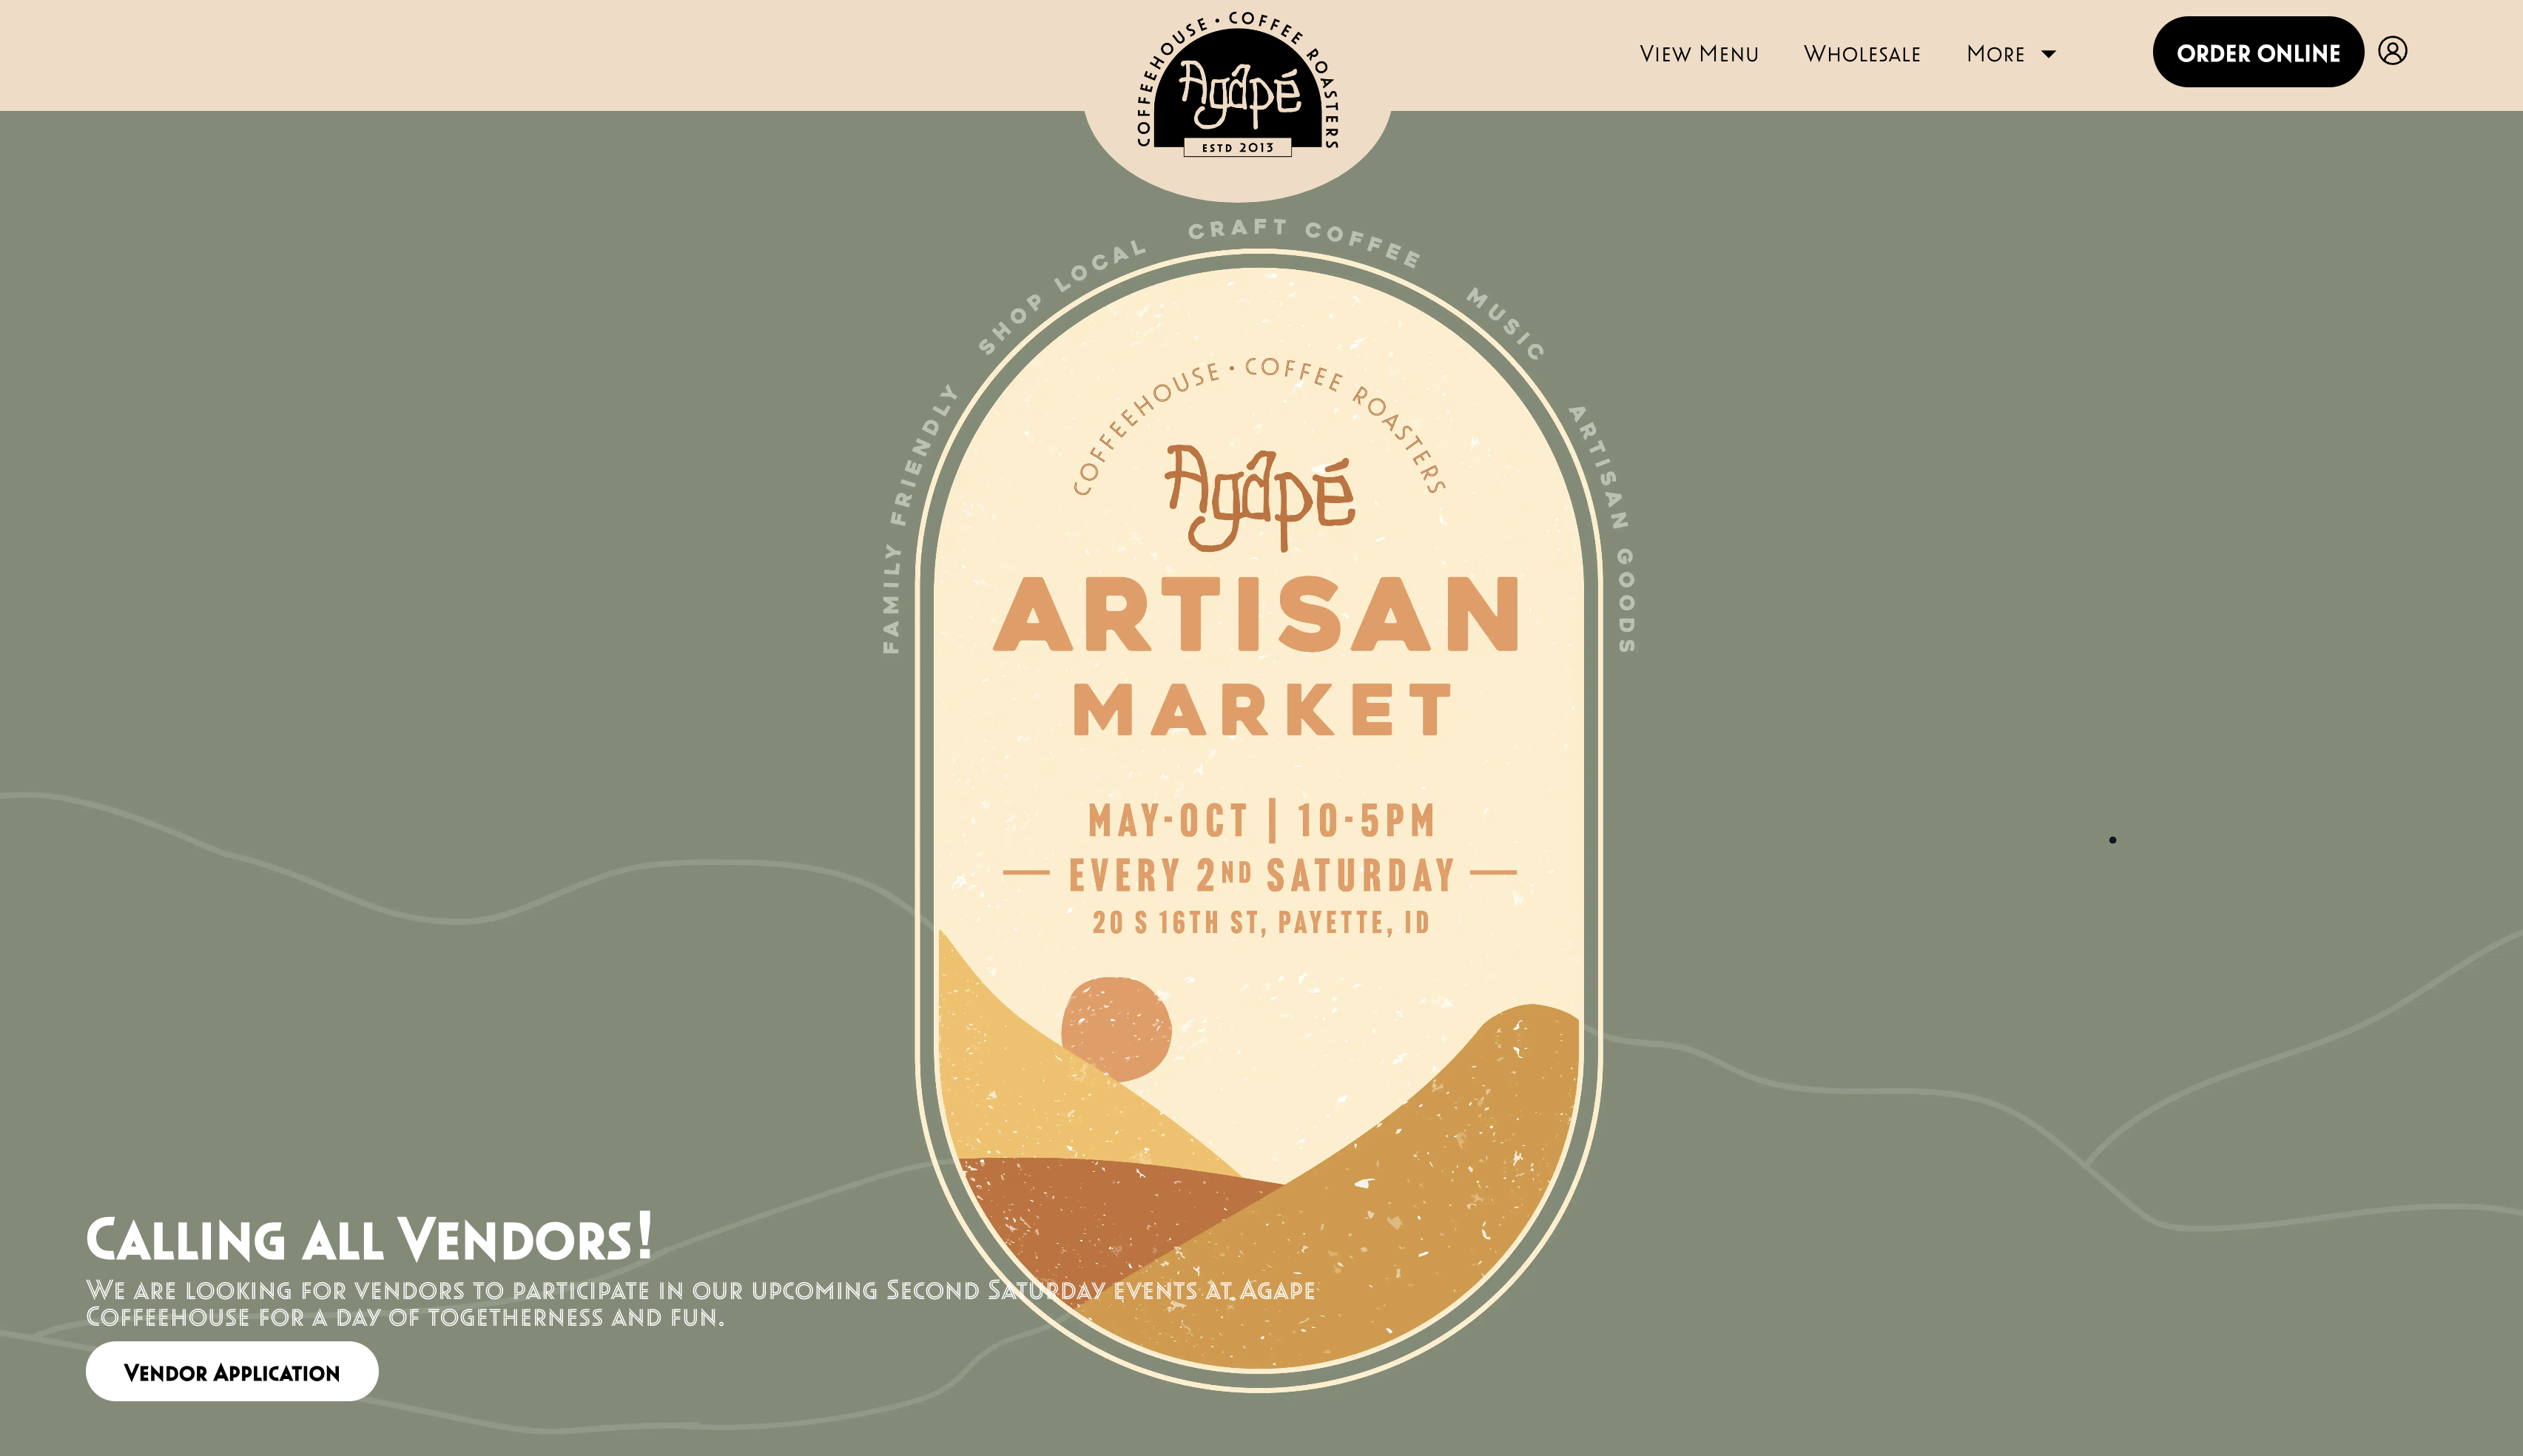 COFFEEHOUSE • COFFEE ROASTERS
Agápé
ESTD 2013
View Menu
Wholesale
More
ORDER ONLINE
FAMILY FRIENDLY SHOP LOCAL CRAFT COFFEE MUSIC ARTISAN GOODS
COFFEEHOUSE • COFFEE ROASTERS
Agápé
ARTISAN
MARKET
MAY-OCT | 10-5PM
EVERY 2ND SATURDAY
20 S 16TH ST, PAYETTE, ID
Calling all Vendors!
We are looking for vendors to participate in our upcoming Second Saturday events at Agape
Coffeehouse for a day of togetherness and fun.
Vendor Application